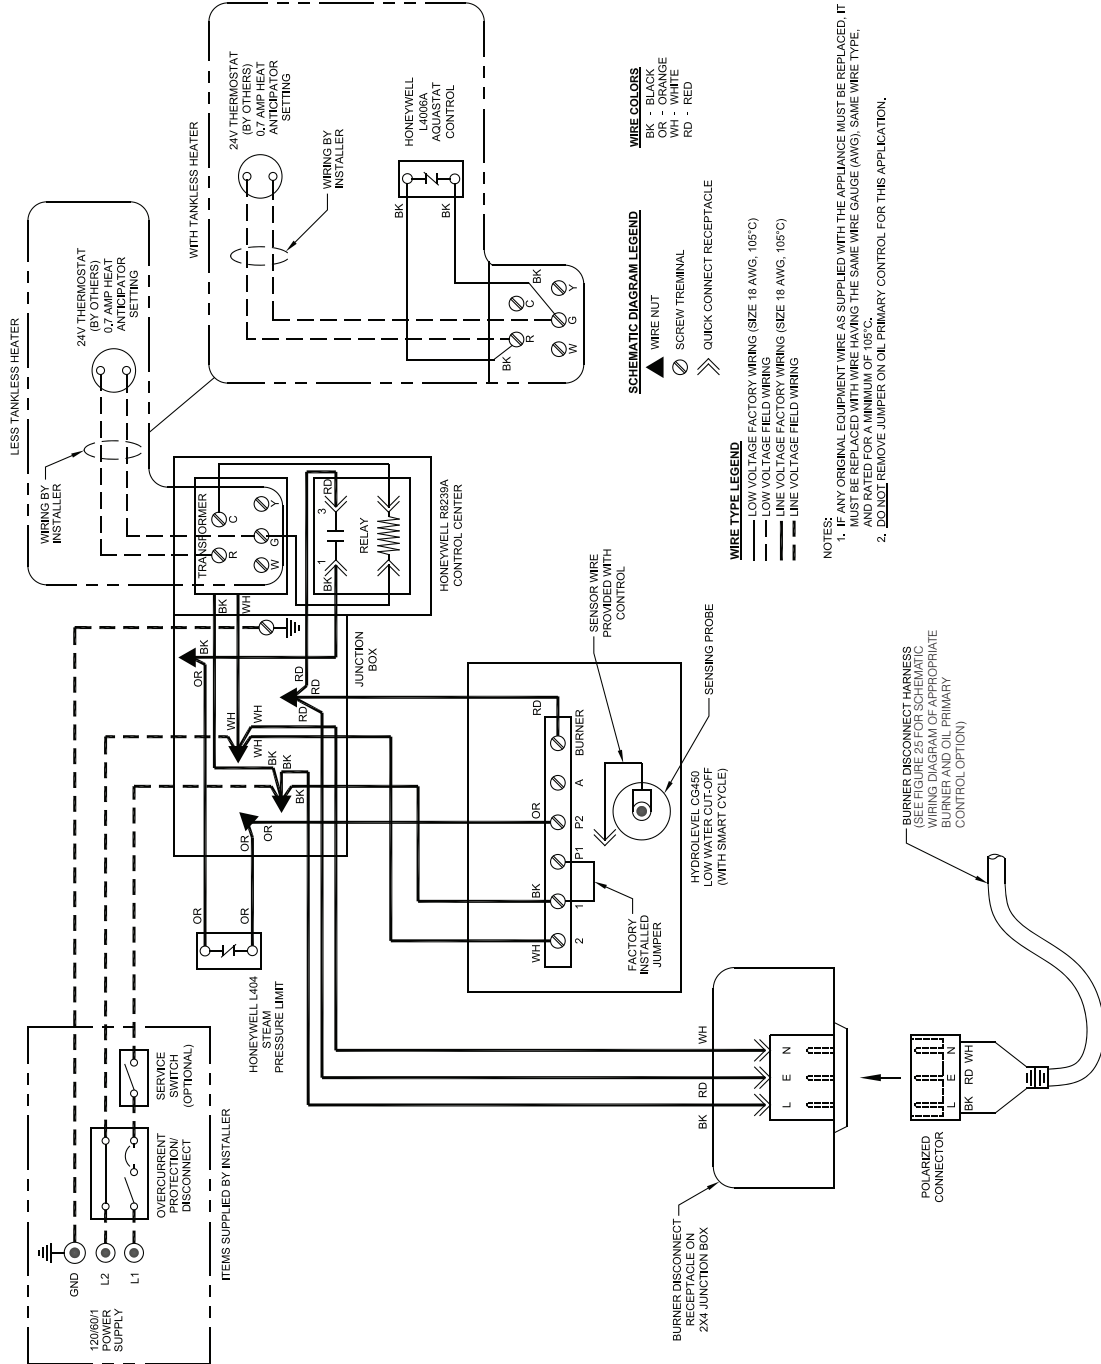 120/60/1
POWER
SUPPLY
GND
L2
L1
OVERCURRENT
PROTECTION/
DISCONNECT
SERVICE
SWITCH
(OPTIONAL)
ITEMS SUPPLIED BY INSTALLER
HONEYWELL L404
STEAM
PRESSURE LIMIT
OR
OR
OR
OR
OR
BK
WH
WH
WH
BK
BK
RD
RD
RD
JUNCTION
BOX
BK
WH
TRANSFORMER
R
C
W
G
Y
BK
1
3
RD
RELAY
HONEYWELL R8239A
CONTROL CENTER
LESS TANKLESS HEATER
WIRING BY
INSTALLER
24V THERMOSTAT
(BY OTHERS)
0.7 AMP HEAT
ANTICIPATOR
SETTING
WITH TANKLESS HEATER
24V THERMOSTAT
(BY OTHERS)
0.7 AMP HEAT
ANTICIPATOR
SETTING
WIRING BY
INSTALLER
HONEYWELL
L4006A
AQUASTAT
CONTROL
BK
BK
BK
BK
R
C
W
G
Y
WH
BK
OR
RD
2
1
P1
P2
A
BURNER
FACTORY
INSTALLED
JUMPER
HYDROLEVEL CG450
LOW WATER CUT-OFF
(WITH SMART CYCLE)
SENSOR WIRE
PROVIDED WITH
CONTROL
SENSING PROBE
BK
RD
WH
L
E
N
BURNER DISCONNECT
RECEPTACLE ON
2X4 JUNCTION BOX
POLARIZED
CONNECTOR
L
E
N
BK
RD
WH
BURNER DISCONNECT HARNESS
(SEE FIGURE 25 FOR SCHEMATIC
WIRING DIAGRAM OF APPROPRIATE
BURNER AND OIL PRIMARY
CONTROL OPTION)
SCHEMATIC DIAGRAM LEGEND
WIRE NUT
SCREW TREMINAL
QUICK CONNECT RECEPTACLE
WIRE COLORS
BK - BLACK
OR - ORANGE
WH - WHITE
RD - RED
WIRE TYPE LEGEND
LOW VOLTAGE FACTORY WIRING (SIZE 18 AWG, 105°C)
LOW VOLTAGE FIELD WIRING
LINE VOLTAGE FACTORY WIRING (SIZE 18 AWG, 105°C)
LINE VOLTAGE FIELD WIRING
NOTES:
1. IF ANY ORIGINAL EQUIPMENT WIRE AS SUPPLIED WITH THE APPLIANCE MUST BE REPLACED, IT
MUST BE REPLACED WITH WIRE HAVING THE SAME WIRE GAUGE (AWG), SAME WIRE TYPE,
AND RATED FOR A MINIMUM OF 105°C.
2. DO NOT REMOVE JUMPER ON OIL PRIMARY CONTROL FOR THIS APPLICATION.